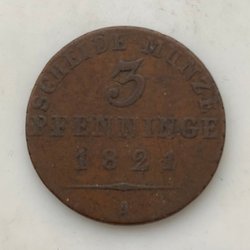 SCHEIDE MÜNZE
3
PFENNINGE
1821
A